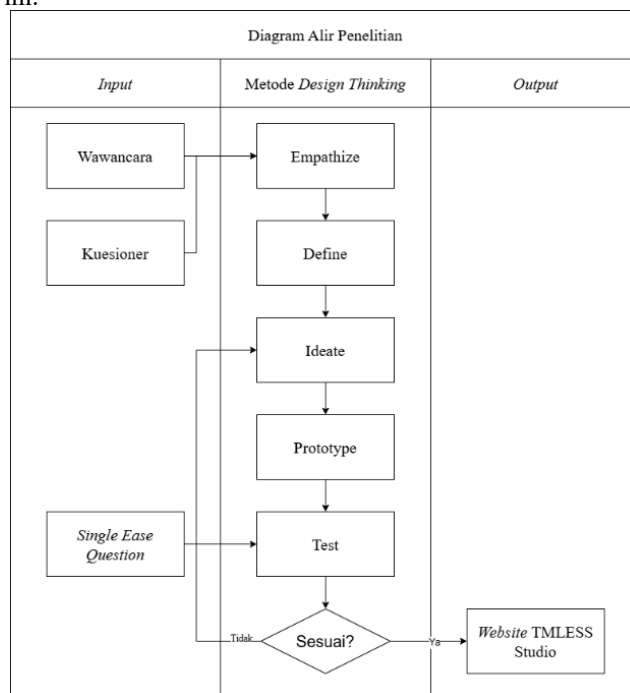 Diagram Alir Penelitian
Input
Metode Design Thinking
Output
Wawancara
Empathize
Kuesioner
Define
Ideate
Prototype
Single Ease
Question
Test
Sesuai?
Tidak
Ya
Website TMLESS
Studio